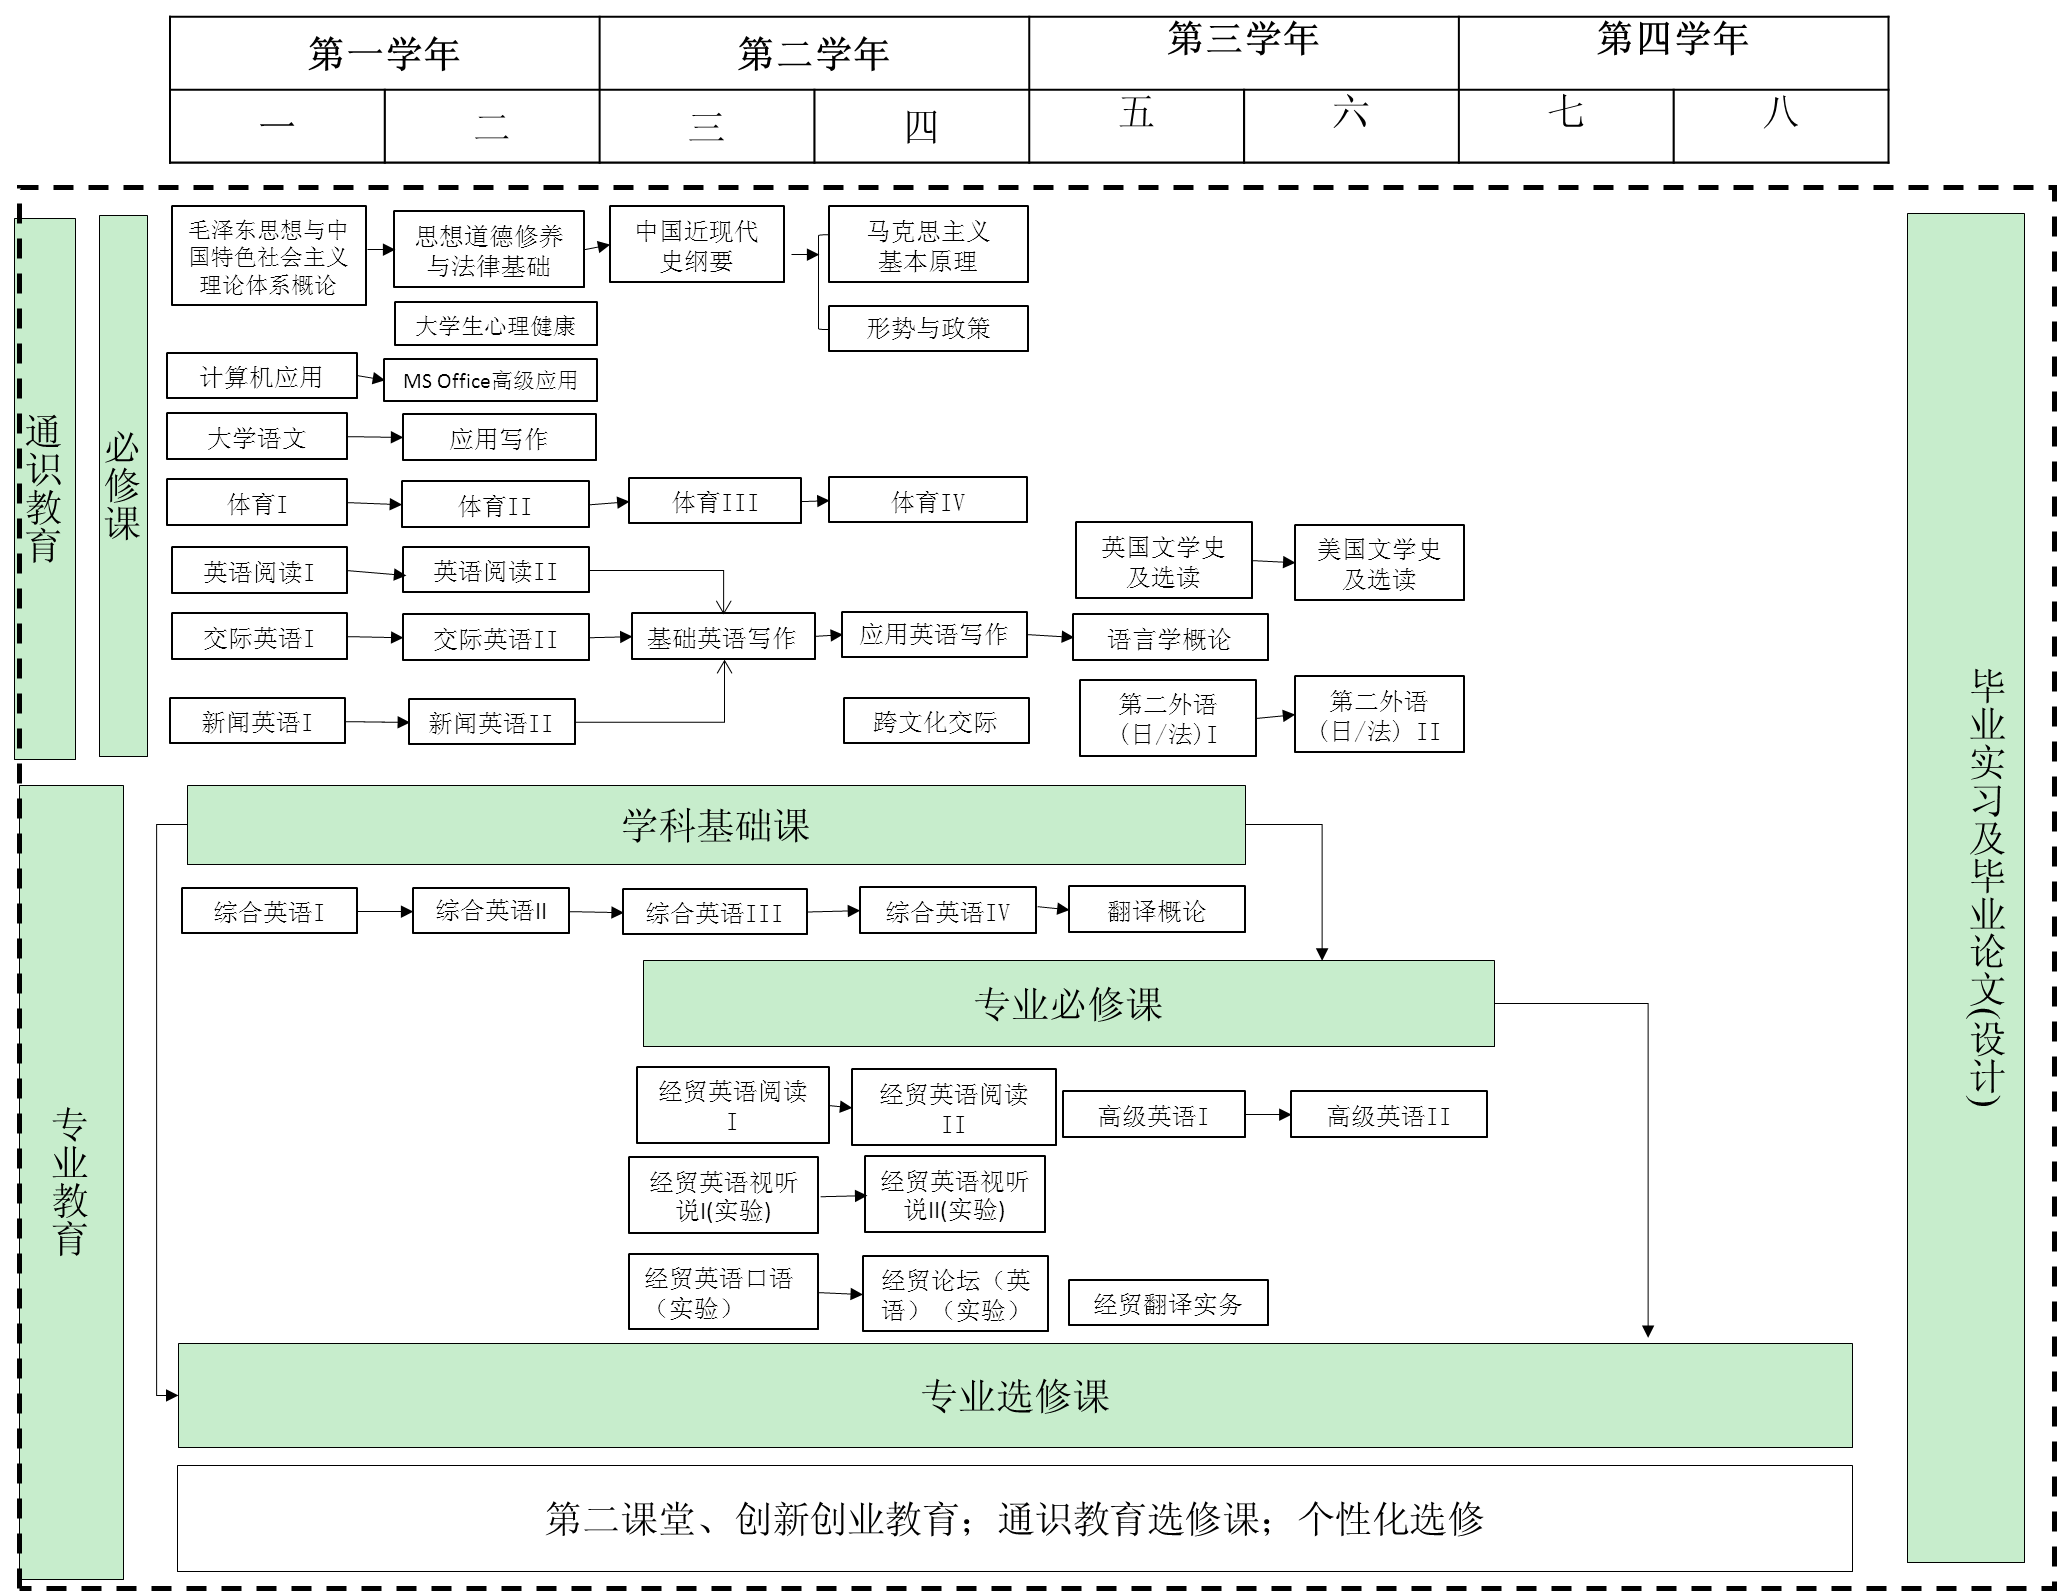 第一学年
第二学年
第三学年
第四学年
一
二
三
四
五
六
七
八
通识教育
必修课
毛泽东思想与中
国特色社会主义
理论体系概论
思想道德修养
与法律基础
中国近现代
史纲要
马克思主义
基本原理
大学生心理健康
形势与政策
计算机应用
MS Office高级应用
大学语文
应用写作
体育I
体育II
体育III
体育IV
英语阅读I
英语阅读II
英国文学史
及选读
美国文学史
及选读
交际英语I
交际英语II
基础英语写作
应用英语写作
语言学概论
新闻英语I
新闻英语II
跨文化交际
第二外语
(日/法)I
第二外语
(日/法) II
毕业实习及毕业论文(设计)
专业教育
学科基础课
综合英语I
综合英语II
综合英语III
综合英语IV
翻译概论
专业必修课
经贸英语阅读
I
经贸英语阅读
II
高级英语I
高级英语II
经贸英语视听
说I(实验)
经贸英语视听
说II(实验)
经贸英语口语
（实验）
经贸论坛（英
语）（实验）
经贸翻译实务
专业选修课
第二课堂、创新创业教育；通识教育选修课；个性化选修